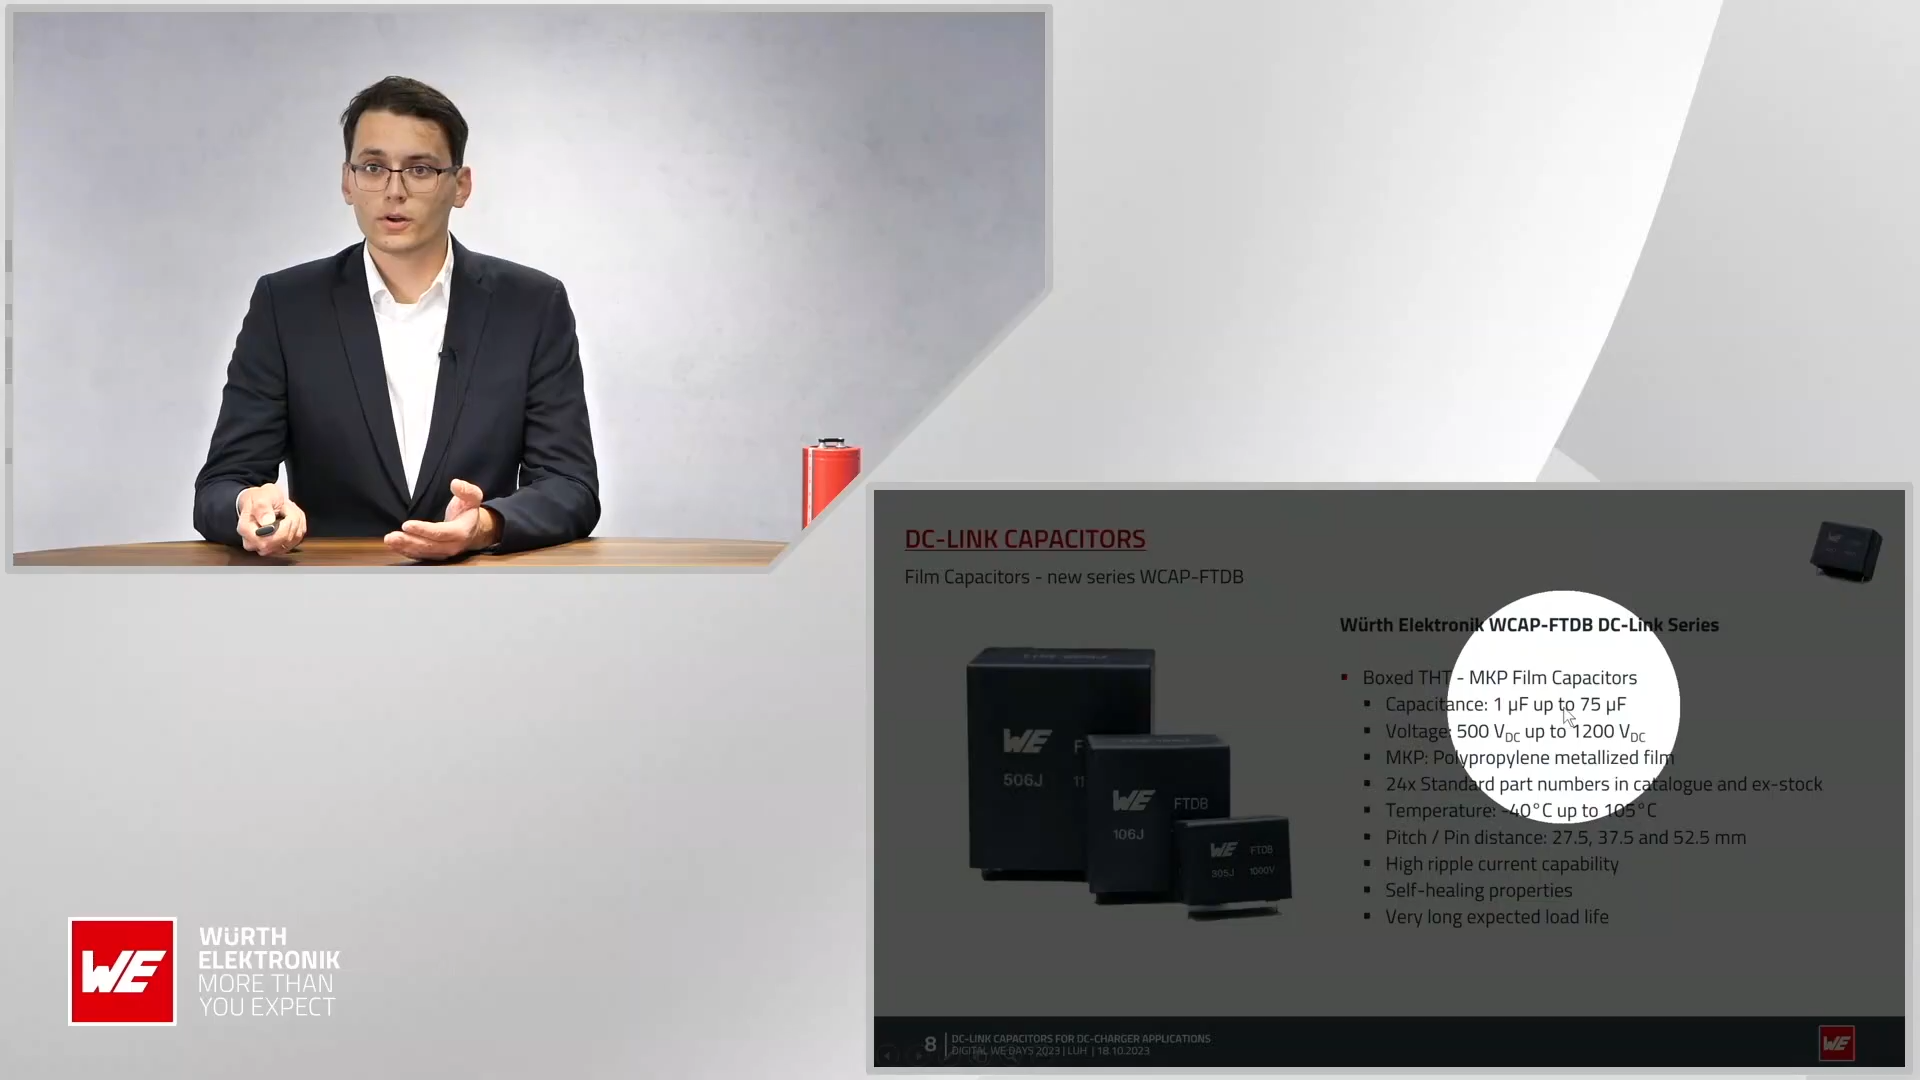 DC-LINK CAPACITORS
Film Capacitors - new series WCAP-FTDB
WE
506J
WE FTDB
106J
WE FTDB
305J 1000V
Würth Elektronik WCAP-FTDB DC-Link Series
▪ Boxed THT - MKP Film Capacitors
▪ Capacitance: 1 µF up to 75 µF
▪ Voltage: 500 VDC up to 1200 VDC
▪ MKP: Polypropylene metallized film
▪ 24x Standard part numbers in catalogue and ex-stock
▪ Temperature: -40°C up to 105°C
▪ Pitch / Pin distance: 27.5, 37.5 and 52.5 mm
▪ High ripple current capability
▪ Self-healing properties
▪ Very long expected load life
8 DC-LINK CAPACITORS FOR DC-CHARGER APPLICATIONS
DIGITAL WE DAYS 2023 | LUH | 18.10.2023
WE
WE
WÜRTH
ELEKTRONIK
MORE THAN
YOU EXPECT